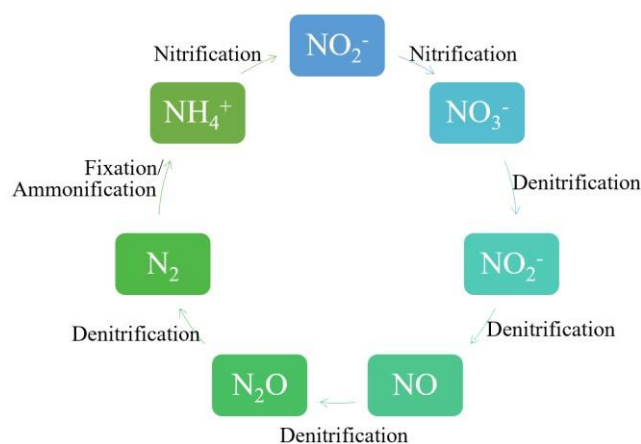 NO₂⁻
Nitrification
Nitrification
NH₄⁺
NO₃⁻
Fixation/
Ammonification
Denitrification
N₂
NO₂⁻
Denitrification
Denitrification
N₂O
NO
Denitrification